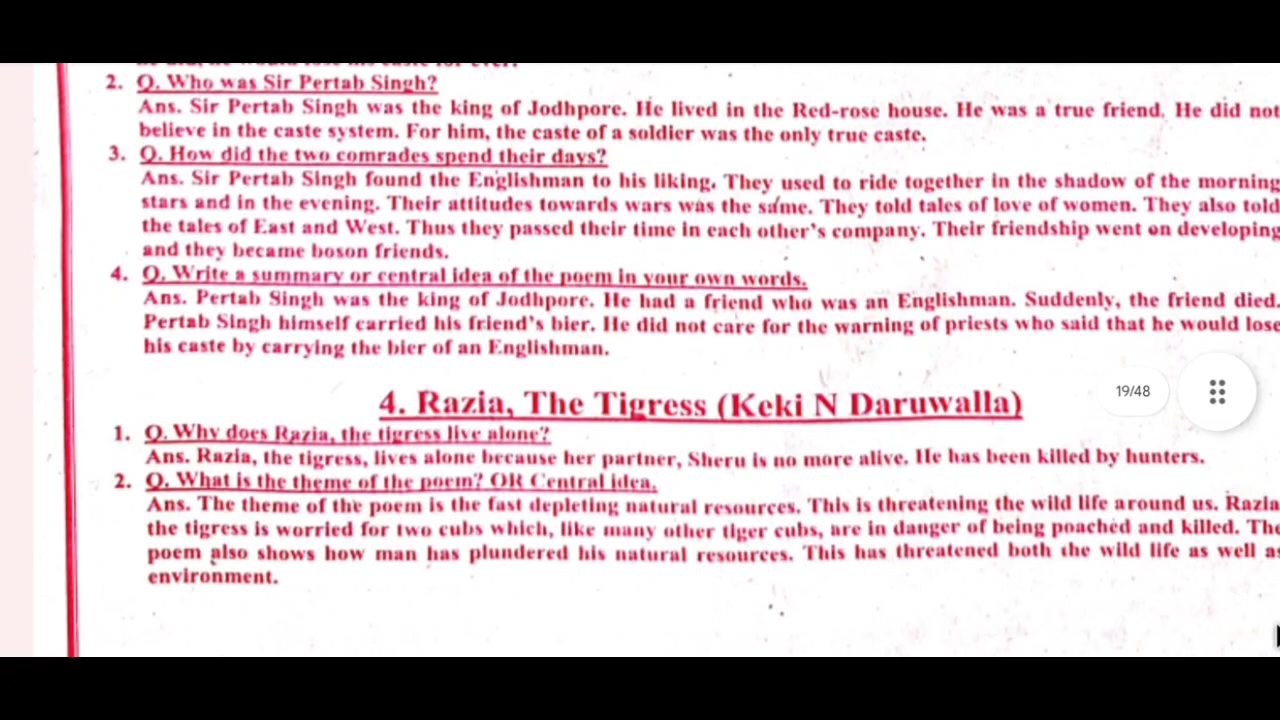 2. Q. Who was Sir Pertab Singh?
Ans. Sir Pertab Singh was the king of Jodhpore. He lived in the Red-rose house. He was a true friend. He did not
believe in the caste system. For him, the caste of a soldier was the only true caste.
3. Q. How did the two comrades spend their days?
Ans. Sir Pertab Singh found the Englishman to his liking. They used to ride together in the shadow of the morning
stars and in the evening. Their attitudes towards wars was the same. They told tales of love of women. They also told
the tales of East and West. Thus they passed their time in each other's company. Their friendship went on developing
and they became boson friends.
4. Q. Write a summary or central idea of the poem in your own words.
Ans. Pertab Singh was the king of Jodhpore. He had a friend who was an Englishman. Suddenly, the friend died.
Pertab Singh himself carried his friend's bier. He did not care for the warning of priests who said that he would lose
his caste by carrying the bier of an Englishman.
19/48
4. Razia, The Tigress (Keki N Daruwalla)
1. Q. Why does Razia, the tigress live alone?
Ans. Razia, the tigress, lives alone because her partner, Sheru is no more alive. He has been killed by hunters.
2. Q. What is the theme of the poem? OR Central idea.
Ans. The theme of the poem is the fast depleting natural resources. This is threatening the wild life around us. Razia
the tigress is worried for two cubs which, like many other tiger cubs, are in danger of being poached and killed. The
poem also shows how man has plundered his natural resources. This has threatened both the wild life as well as
environment.